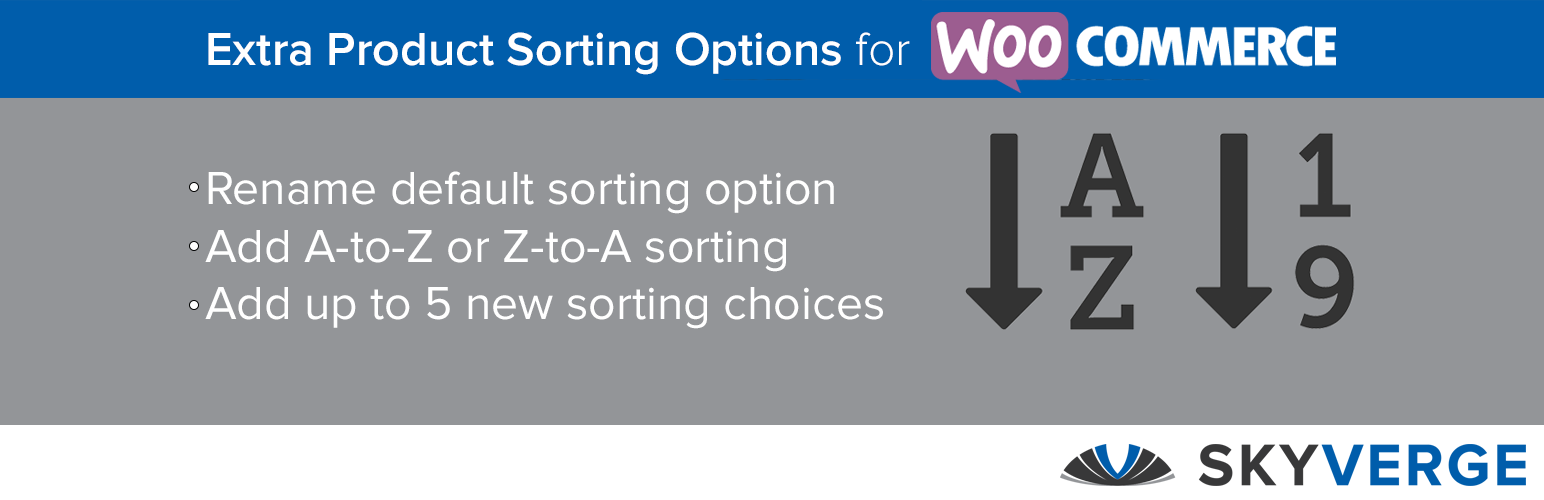 Extra Product Sorting Options for WOO COMMERCE
• Rename default sorting option
• Add A-to-Z or Z-to-A sorting
• Add up to 5 new sorting choices
A 1
Z 9
SKYVERGE